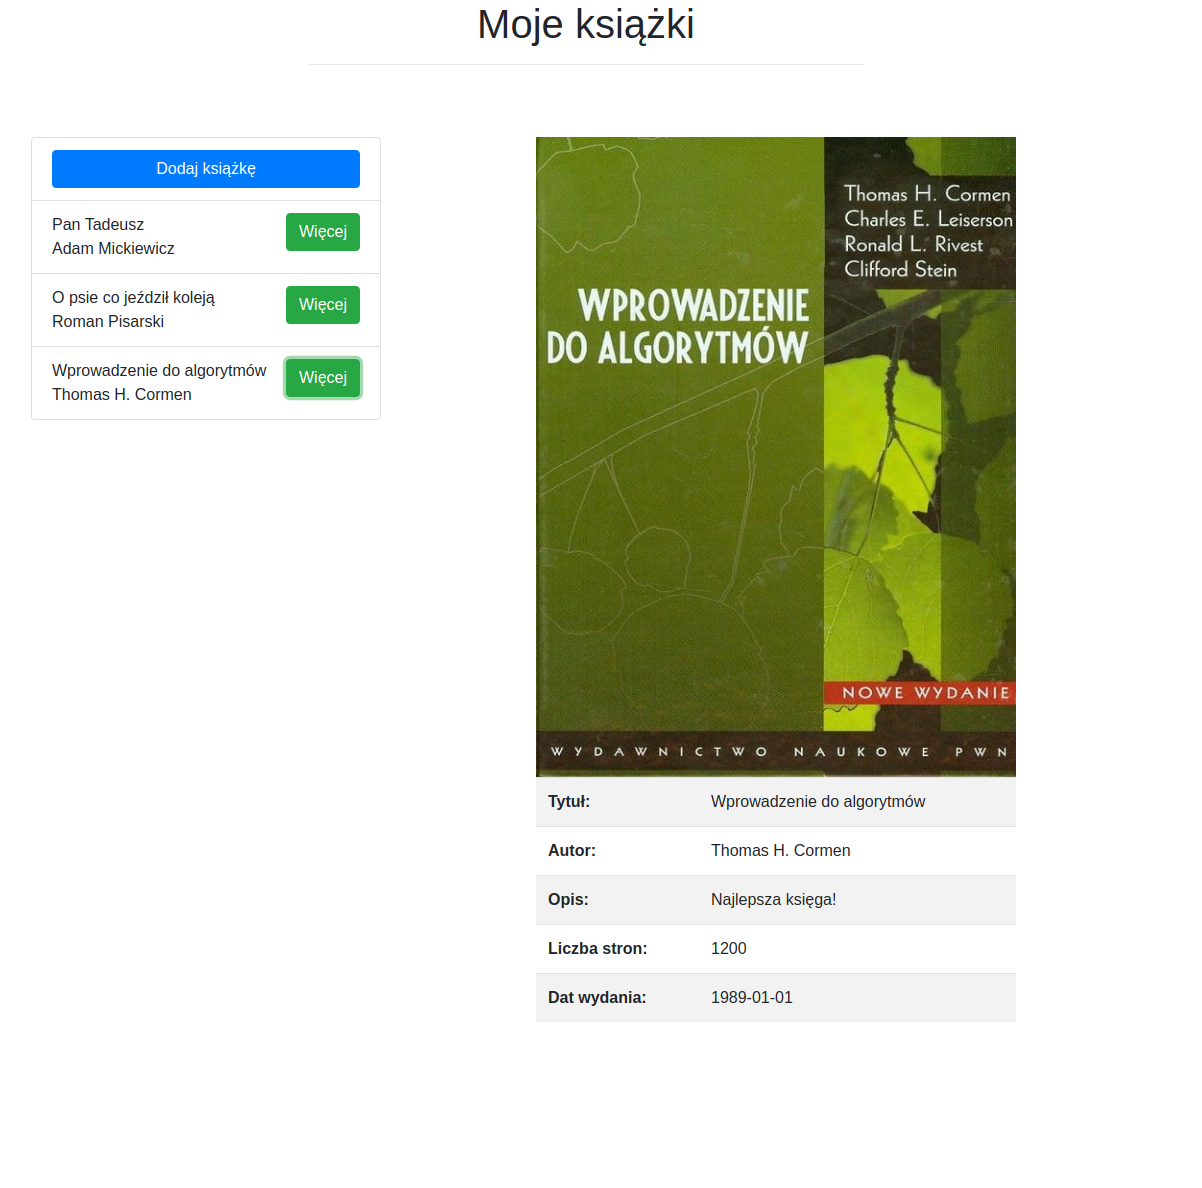 Moje książki
Dodaj książkę
Pan Tadeusz
Adam Mickiewicz
Więcej
O psie co jeździł koleją
Roman Pisarski
Więcej
Wprowadzenie do algorytmów
Thomas H. Cormen
Więcej
Thomas H. Cormen
Charles E. Leiserson
Ronald L. Rivest
Clifford Stein
WPROWADZENIE
DO ALGORYTMÓW
NOWE WYDANIE
WYDAWNICTWO NAUKOWE PWN
Tytuł: Wprowadzenie do algorytmów
Autor: Thomas H. Cormen
Opis: Najlepsza księga!
Liczba stron: 1200
Dat wydania: 1989-01-01